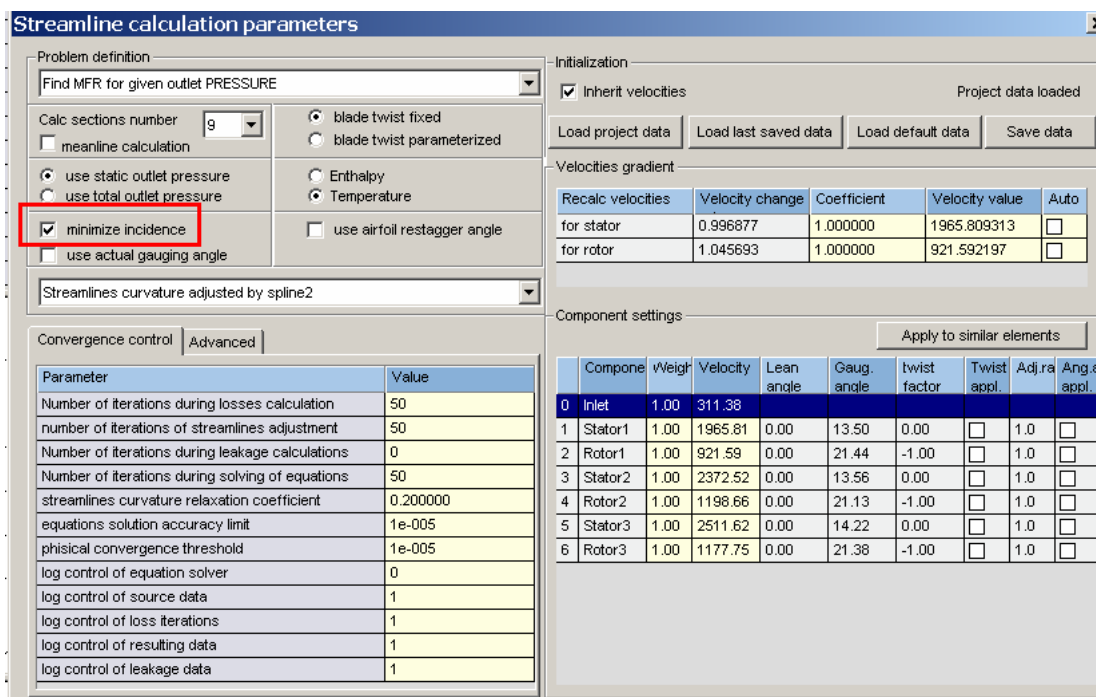 Streamline calculation parameters
Problem definition
Find MFR for given outlet PRESSURE
Calc sections number 9
meanline calculation
blade twist fixed
blade twist parameterized
use static outlet pressure
use total outlet pressure
Enthalpy
Temperature
minimize incidence
use actual gauging angle
use airfoil restagger angle
Streamlines curvature adjusted by spline2
Convergence control Advanced
Parameter Value
Number of iterations during losses calculation 50
number of iterations of streamlines adjustment 50
Number of iterations during leakage calculations 0
Number of iterations during solving of equations 50
streamlines curvature relaxation coefficient 0.200000
equations solution accuracy limit 1e-005
phisical convergence threshold 1e-005
log control of equation solver 0
log control of source data 1
log control of loss iterations 1
log control of resulting data 1
log control of leakage data 1
Initialization
Inherit velocities Project data loaded
Load project data Load last saved data Load default data Save data
Velocities gradient
Recalc velocities Velocity change Coefficient Velocity value Auto
for stator 0.996877 1.000000 1965.809313
for rotor 1.045693 1.000000 921.592197
Component settings
Apply to similar elements
Compone Weigh Velocity Lean angle Gaug. angle twist factor Twist appl. Adj.ra Ang.a appl.
0 Inlet 1.00 311.38
1 Stator1 1.00 1965.81 0.00 13.50 0.00 1.0
2 Rotor1 1.00 921.59 0.00 21.44 -1.00 1.0
3 Stator2 1.00 2372.52 0.00 13.56 0.00 1.0
4 Rotor2 1.00 1198.66 0.00 21.13 -1.00 1.0
5 Stator3 1.00 2511.62 0.00 14.22 0.00 1.0
6 Rotor3 1.00 1177.75 0.00 21.38 -1.00 1.0